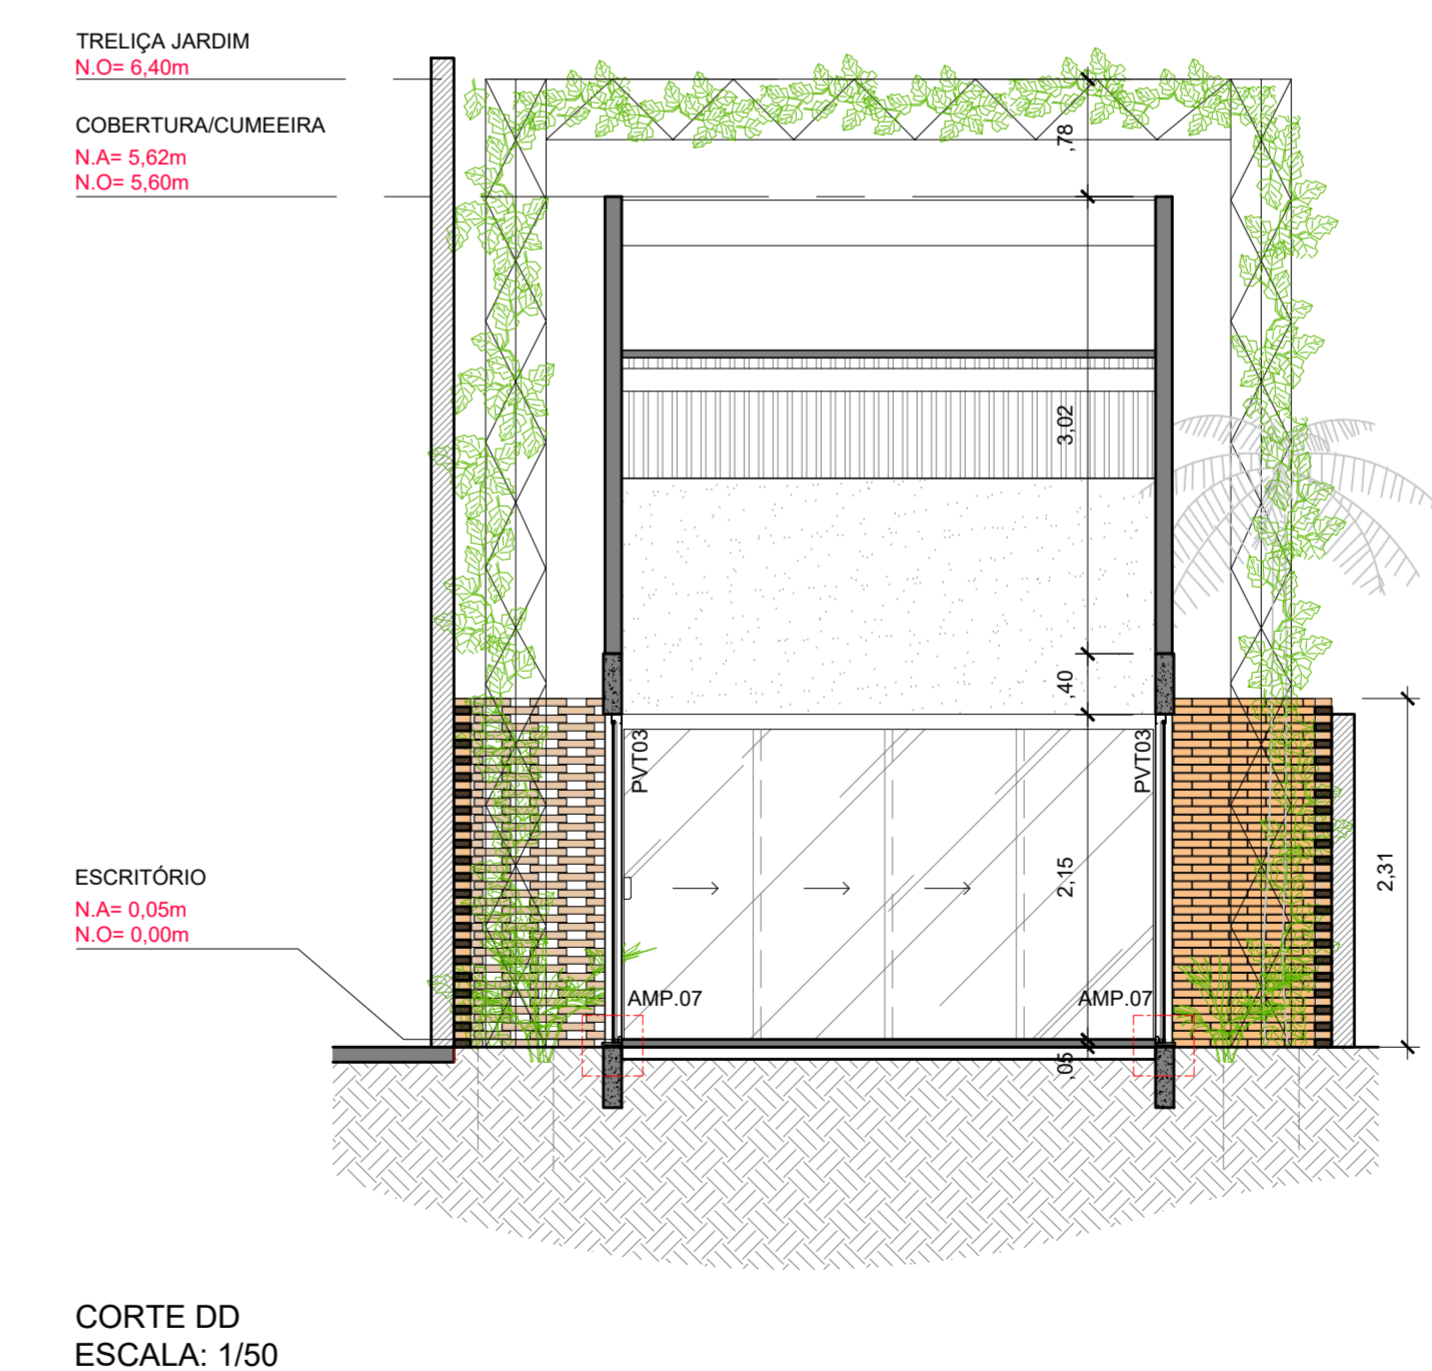 TRELIÇA JARDIM
N.O= 6,40m
COBERTURA/CUMEEIRA
N.A= 5,62m
N.O= 5,60m
,78
3,02
,40
PVT03
PVT03
2,15
2,31
ESCRITÓRIO
N.A= 0,05m
N.O= 0,00m
AMP.07
AMP.07
,05
CORTE DD
ESCALA: 1/50